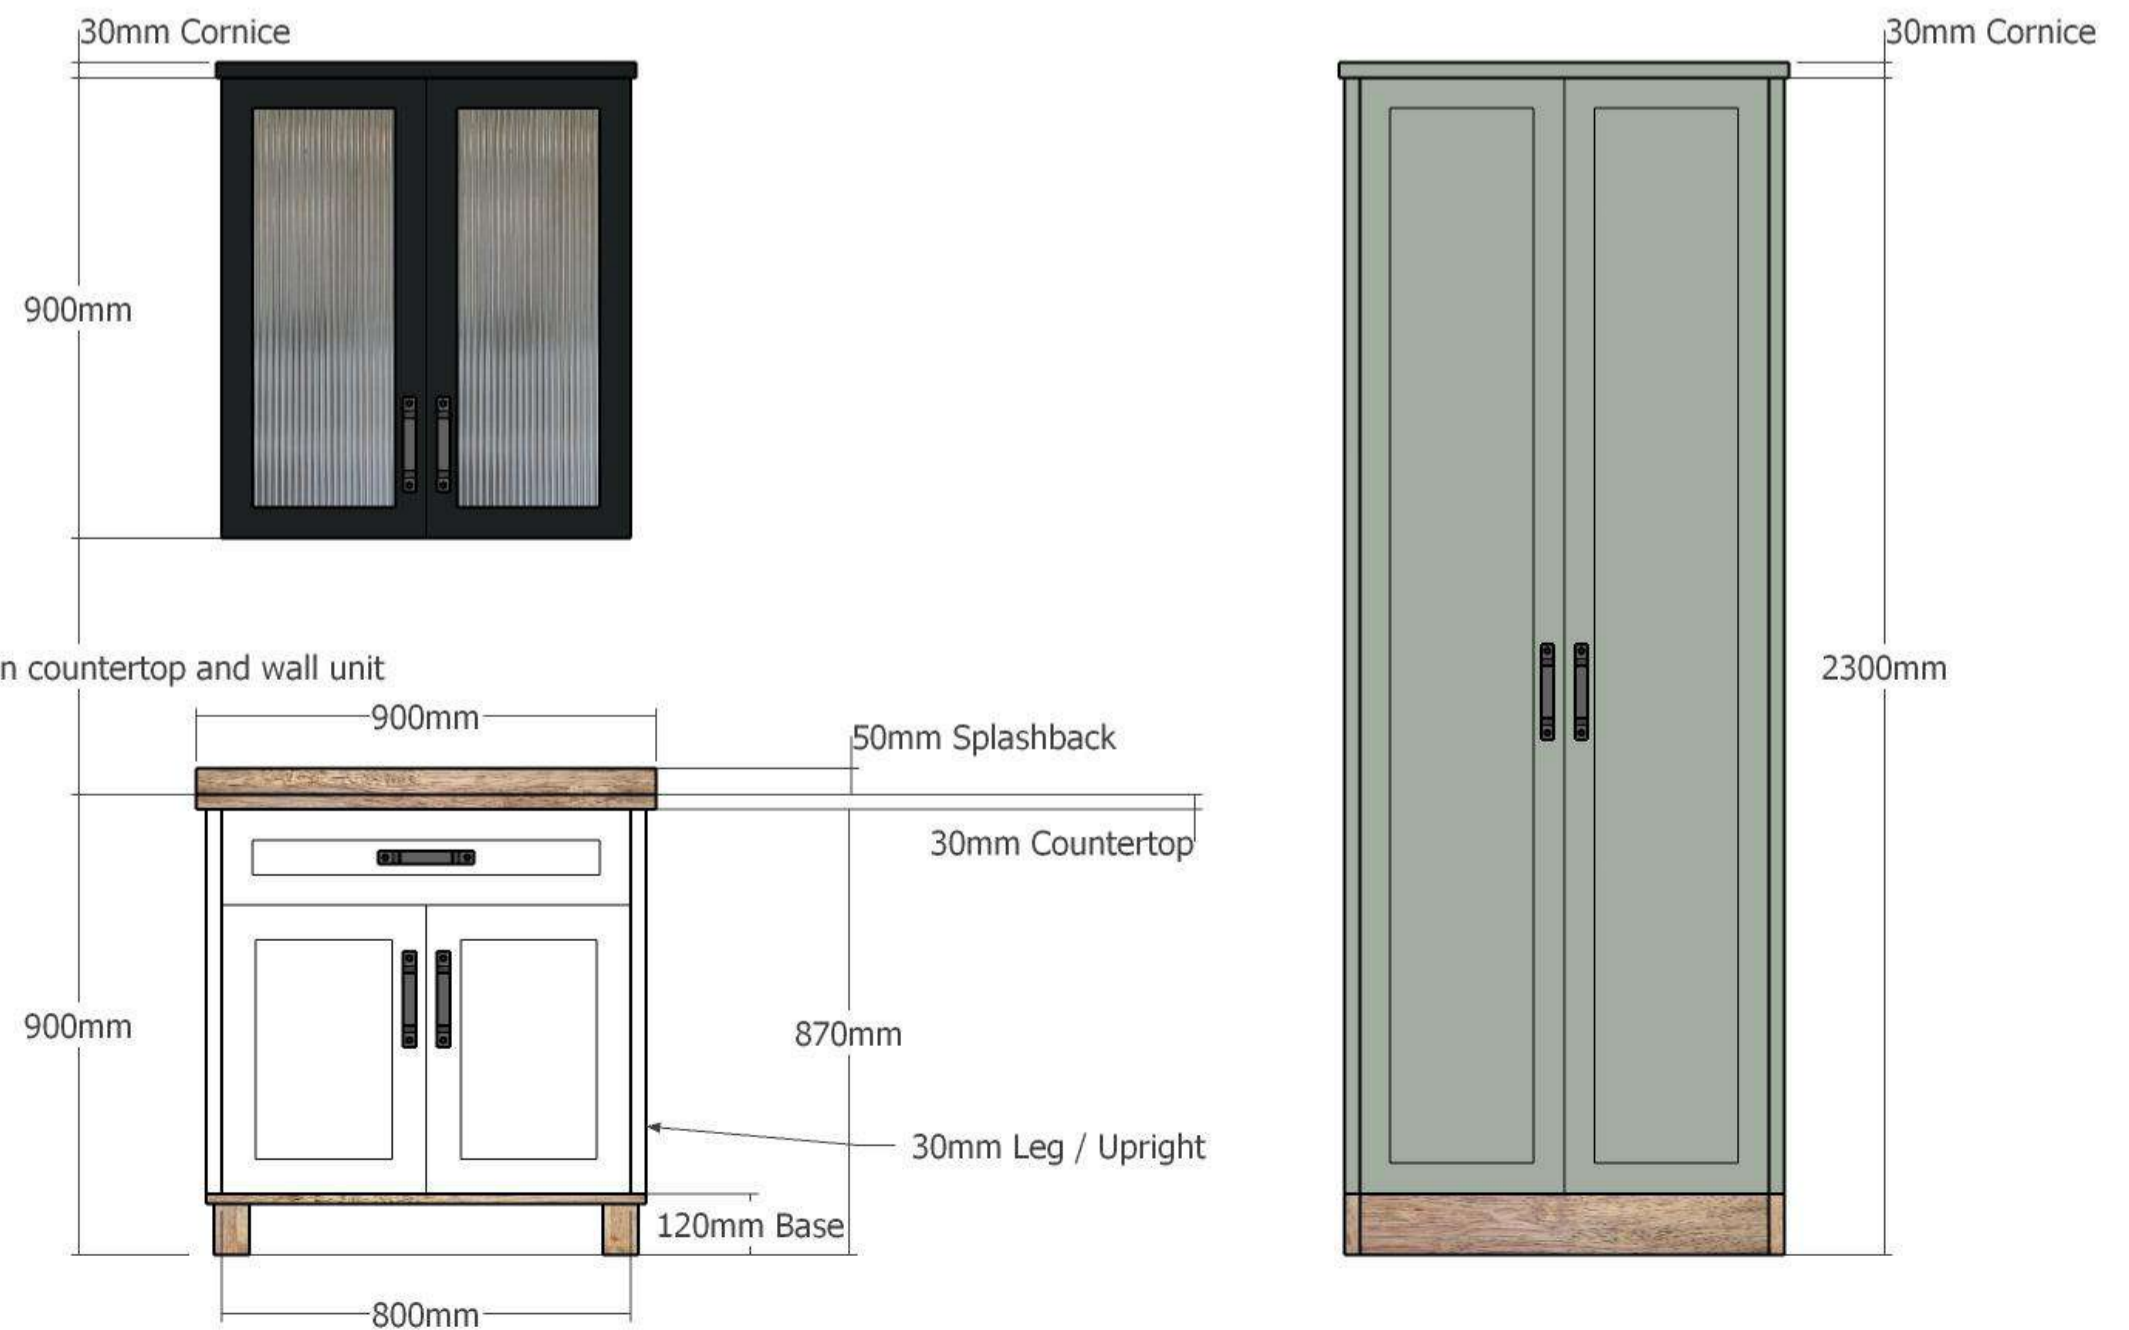 30mm Cornice
30mm Cornice
900mm
n countertop and wall unit
2300mm
900mm
50mm Splashback
30mm Countertop
900mm
870mm
30mm Leg / Upright
120mm Base
800mm